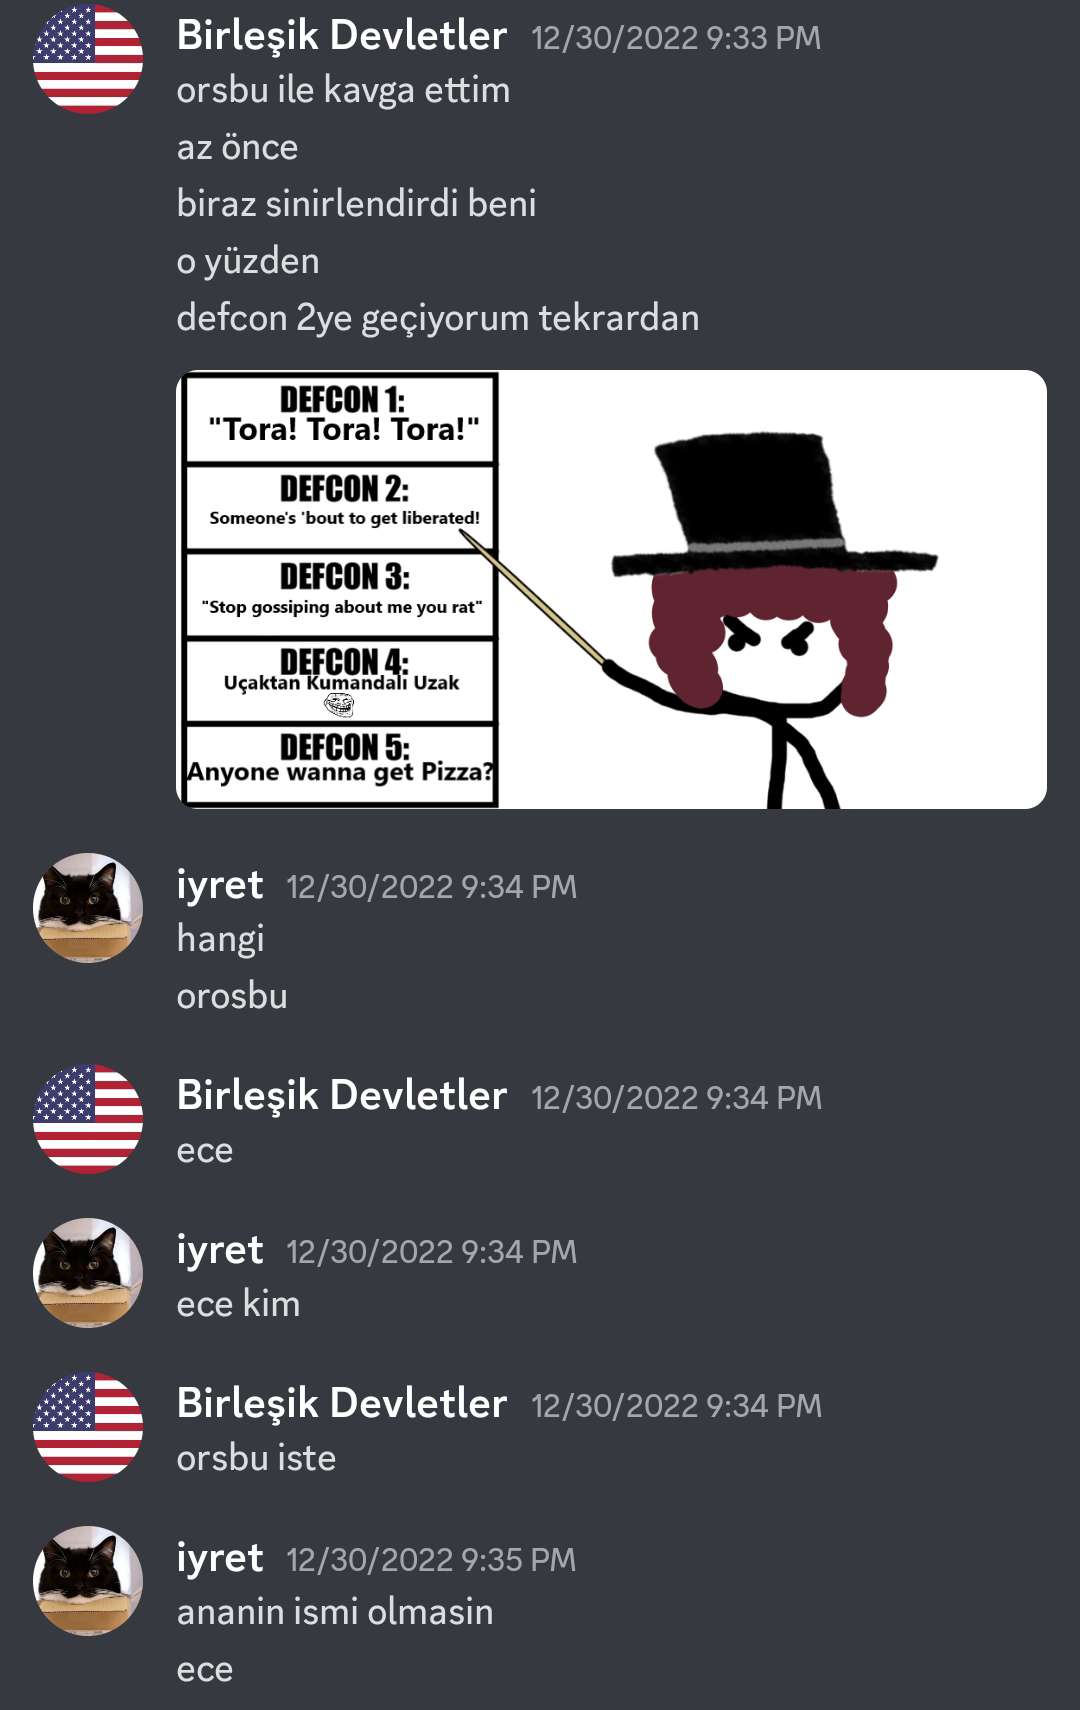 Birleşik Devletler 12/30/2022 9:33 PM
orsbu ile kavga ettim
az önce
biraz sinirlendirdi beni
o yüzden
defcon 2ye geçiyorum tekrardan
DEFCON 1:
"Tora! Tora! Tora!"
DEFCON 2:
Someone's 'bout to get liberated!
DEFCON 3:
"Stop gossiping about me you rat"
DEFCON 4:
Uçaktan Kumandalı Uzak
DEFCON 5:
Anyone wanna get Pizza?
iyret 12/30/2022 9:34 PM
hangi
orosbu
Birleşik Devletler 12/30/2022 9:34 PM
ece
iyret 12/30/2022 9:34 PM
ece kim
Birleşik Devletler 12/30/2022 9:34 PM
orsbu iste
iyret 12/30/2022 9:35 PM
ananin ismi olmasin
ece